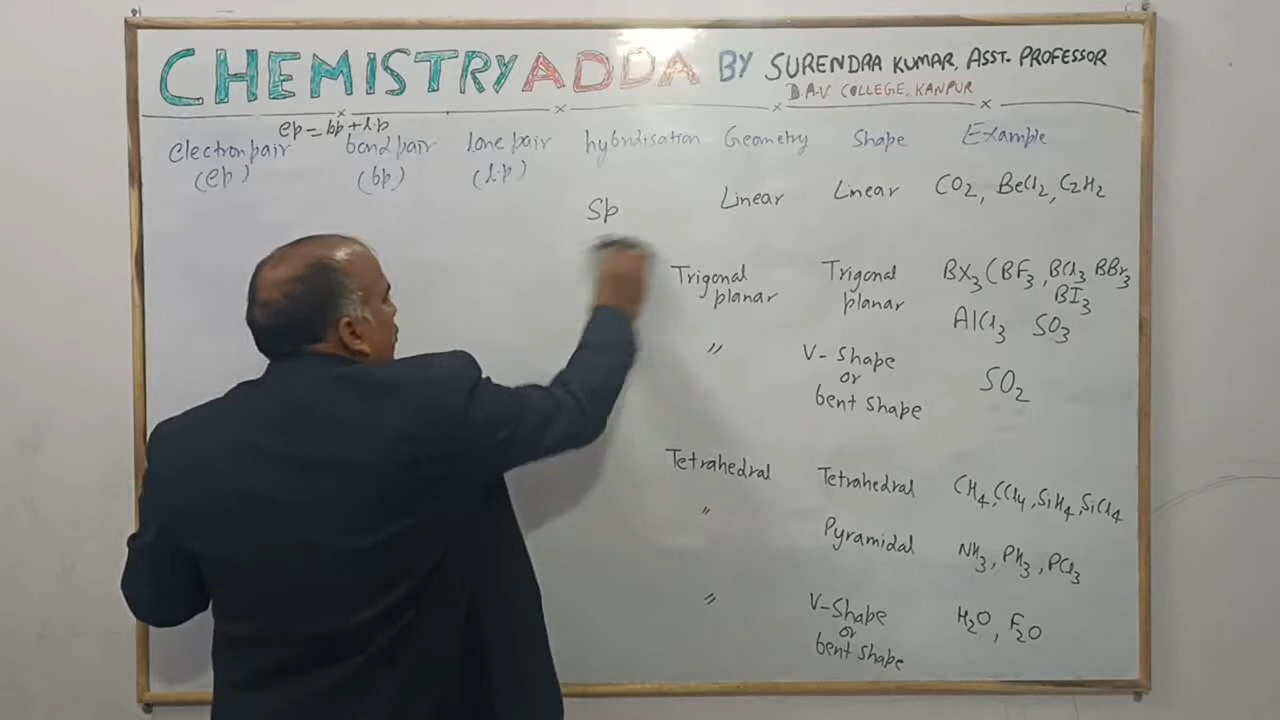 CHEMISTRY ADDA BY SURENDRA KUMAR, ASST. PROFESSOR
D.A.V COLLEGE, KANPUR
ep = bp + l.p
electron pair bond pair lone pair hybridisation Geometry Shape Example
(ep) (bp) (l.p)
Sp Linear Linear CO2, BeCl2, C2H2
Trigonal planar Trigonal planar BX3 (BF3, BCl3 BBr3
BI3
AlCl3 SO3
" V-Shape or bent shape SO2
Tetrahedral Tetrahedral CH4, CCl4, SiH4, SiCl4
" Pyramidal NH3, PH3, PCl3
" V-Shape or bent shape H2O, F2O